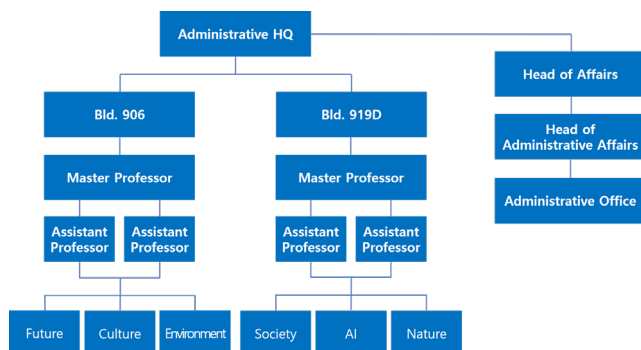 Administrative HQ
Head of Affairs
Bld. 906
Bld. 919D
Head of
Administrative Affairs
Master Professor
Master Professor
Administrative Office
Assistant
Professor
Assistant
Professor
Assistant
Professor
Assistant
Professor
Future
Culture
Environment
Society
AI
Nature